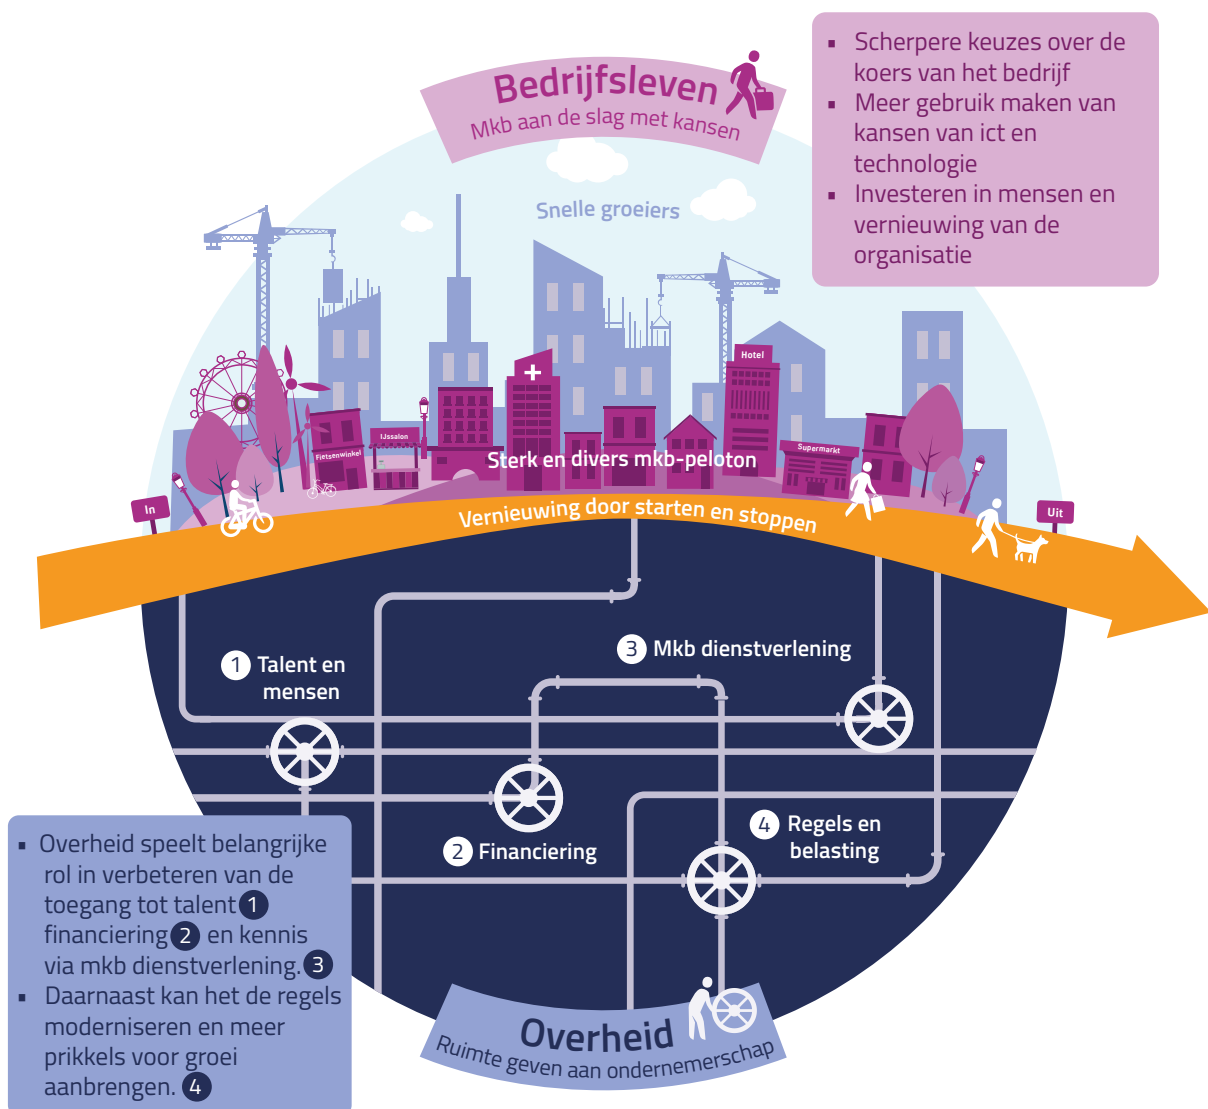 Bedrijfsleven
Mkb aan de slag met kansen
▪ Scherpere keuzes over de
koers van het bedrijf
▪ Meer gebruik maken van
kansen van ict en
technologie
▪ Investeren in mensen en
vernieuwing van de
organisatie
Snelle groeiers
Hotel
IJssalon
Fietsenwinkel
Supermarkt
Sterk en divers mkb-peloton
In
Vernieuwing door starten en stoppen
Uit
1 Talent en
mensen
3 Mkb dienstverlening
2 Financiering
4 Regels en
belasting
▪ Overheid speelt belangrijke
rol in verbeteren van de
toegang tot talent 1
financiering 2 en kennis
via mkb dienstverlening. 3
▪ Daarnaast kan het de regels
moderniseren en meer
prikkels voor groei
aanbrengen. 4
Overheid
Ruimte geven aan ondernemerschap